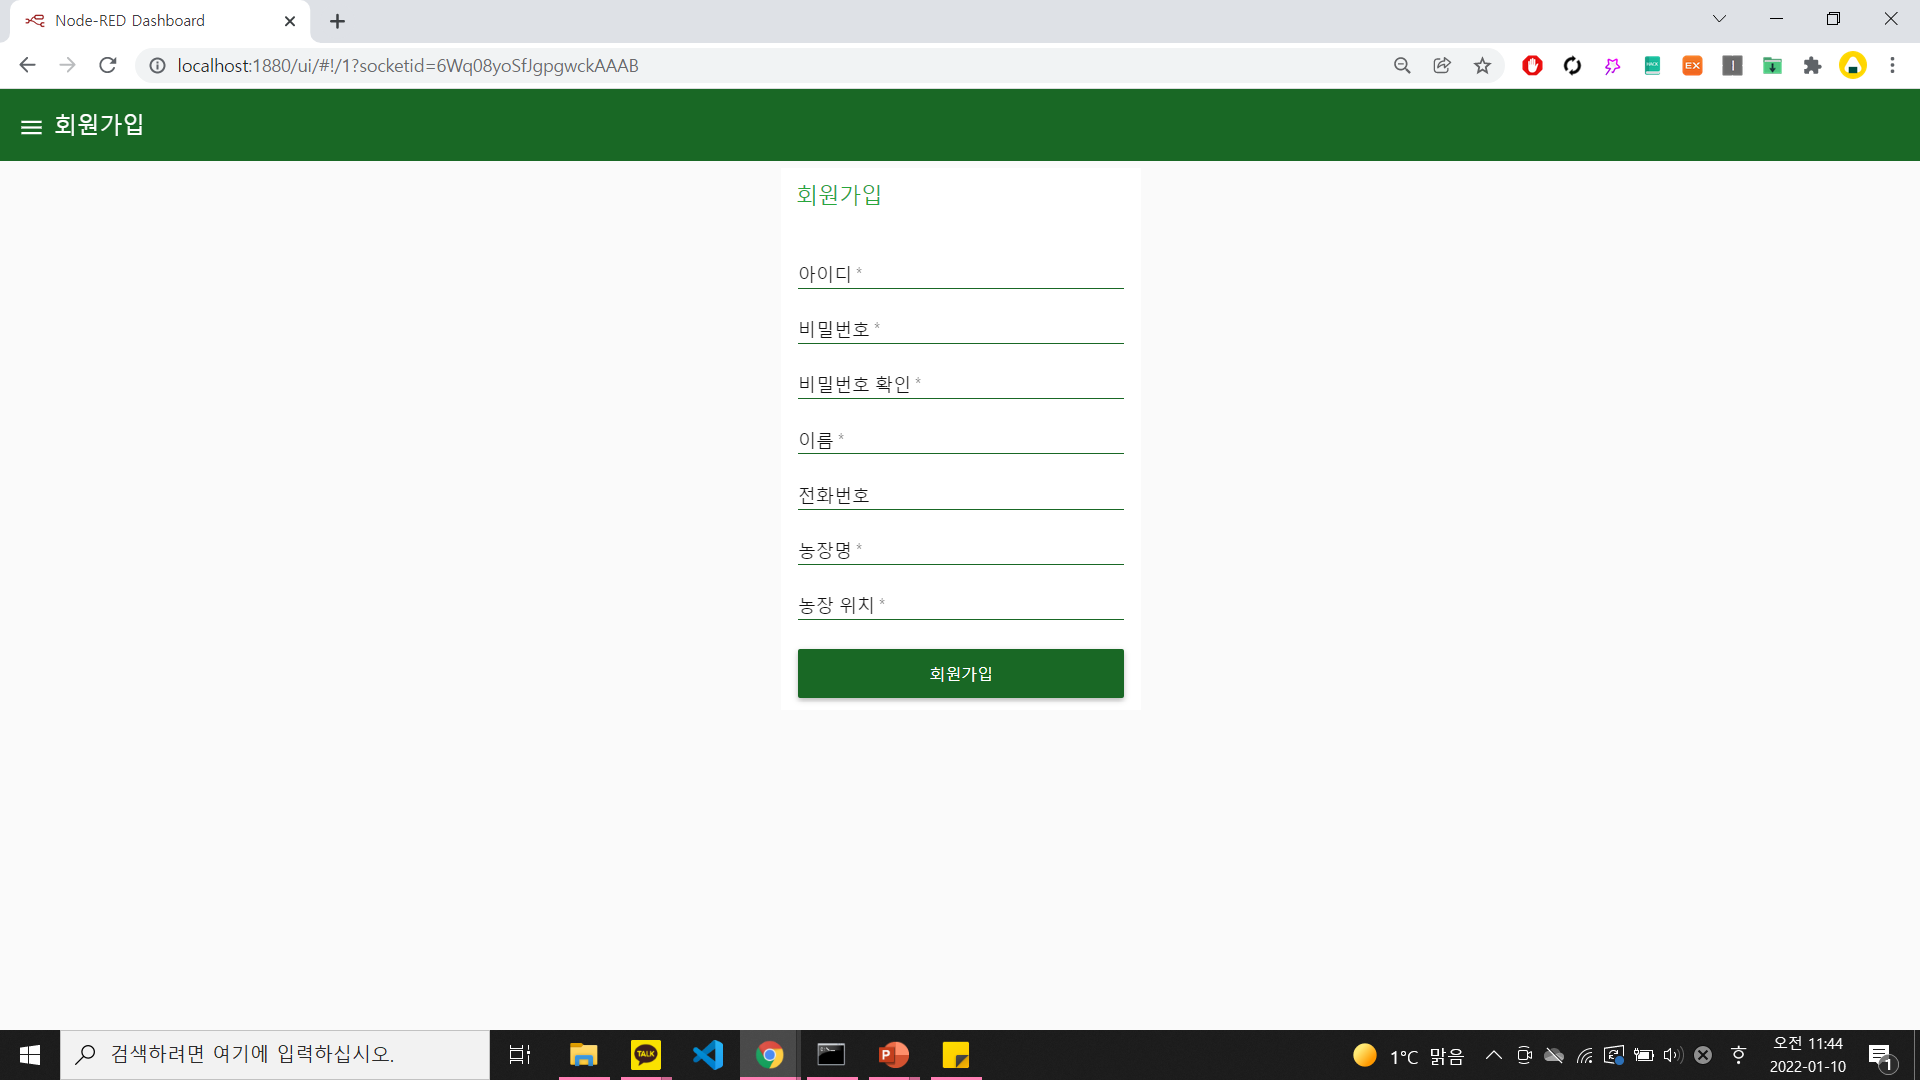 Node-RED Dashboard
localhost:1880/ui/#!/1?socketid=6Wq08yoSfJgpgwckAAAB
EX
회원가입
회원가입
아이디 *
비밀번호 *
비밀번호 확인 *
이름 *
전화번호
농장명 *
농장 위치 *
회원가입
검색하려면 여기에 입력하십시오.
TALK
P
1°C 맑음
오전 11:44
2022-01-10
1